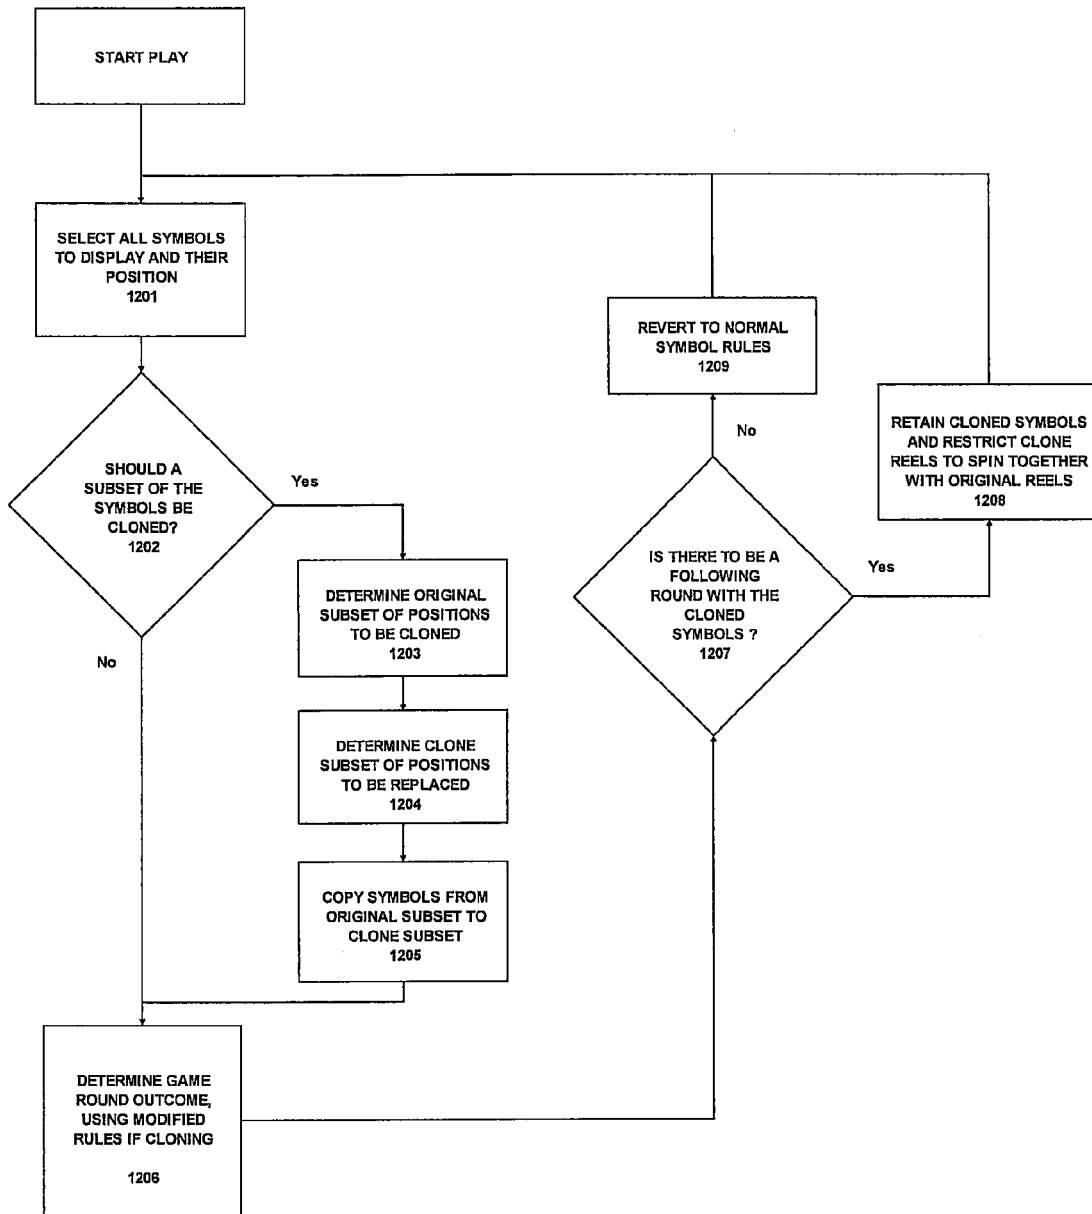 START PLAY
SELECT ALL SYMBOLS
TO DISPLAY AND THEIR
POSITION
1201
SHOULD A
SUBSET OF THE
SYMBOLS BE
CLONED?
1202
Yes
No
DETERMINE ORIGINAL
SUBSET OF POSITIONS
TO BE CLONED
1203
DETERMINE CLONE
SUBSET OF POSITIONS
TO BE REPLACED
1204
COPY SYMBOLS FROM
ORIGINAL SUBSET TO
CLONE SUBSET
1205
DETERMINE GAME
ROUND OUTCOME,
USING MODIFIED
RULES IF CLONING
1206
IS THERE TO BE A
FOLLOWING
ROUND WITH THE
CLONED
SYMBOLS ?
1207
No
Yes
REVERT TO NORMAL
SYMBOL RULES
1209
RETAIN CLONED SYMBOLS
AND RESTRICT CLONE
REELS TO SPIN TOGETHER
WITH ORIGINAL REELS
1208